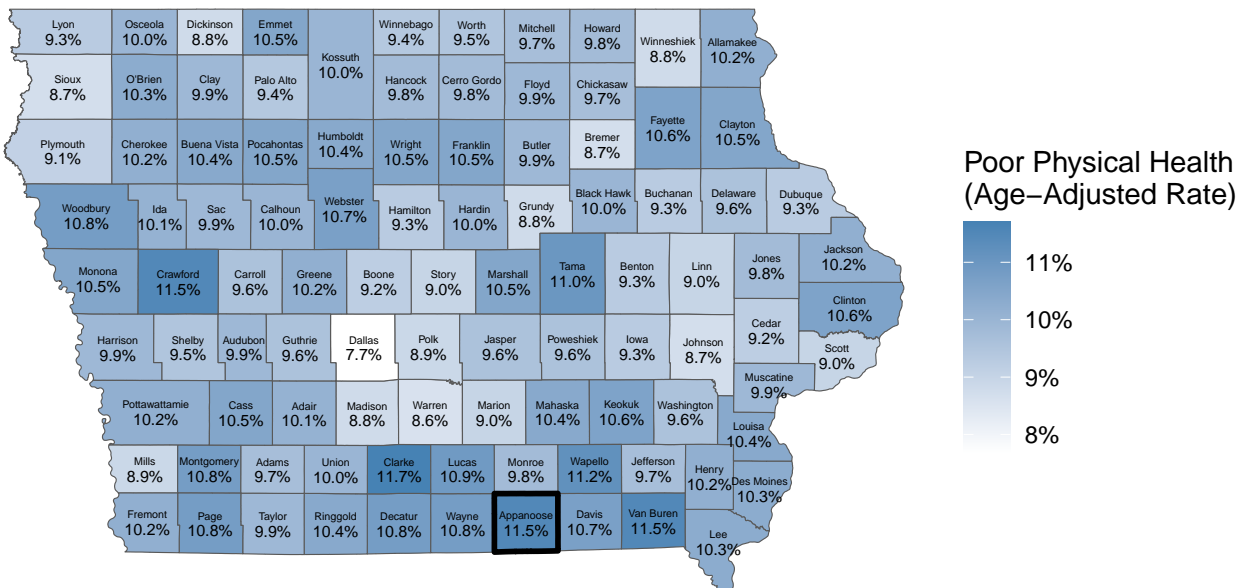 Lyon
9.3%
Osceola
10.0%
Dickinson
8.8%
Emmet
10.5%
Kossuth
10.0%
Winnebago
9.4%
Worth
9.5%
Mitchell
9.7%
Howard
9.8%
Winneshiek
8.8%
Allamakee
10.2%
Sioux
8.7%
O'Brien
10.3%
Clay
9.9%
Palo Alto
9.4%
Hancock
9.8%
Cerro Gordo
9.8%
Floyd
9.9%
Chickasaw
9.7%
Fayette
10.6%
Clayton
10.5%
Plymouth
9.1%
Cherokee
10.2%
Buena Vista
10.4%
Pocahontas
10.5%
Humboldt
10.4%
Wright
10.5%
Franklin
10.5%
Butler
9.9%
Bremer
8.7%
Woodbury
10.8%
Ida
10.1%
Sac
9.9%
Calhoun
10.0%
Webster
10.7%
Hamilton
9.3%
Hardin
10.0%
Grundy
8.8%
Black Hawk
10.0%
Buchanan
9.3%
Delaware
9.6%
Dubuque
9.3%
Monona
10.5%
Crawford
11.5%
Carroll
9.6%
Greene
10.2%
Boone
9.2%
Story
9.0%
Marshall
10.5%
Tama
11.0%
Benton
9.3%
Linn
9.0%
Jones
9.8%
Jackson
10.2%
Clinton
10.6%
Harrison
9.9%
Shelby
9.5%
Audubon
9.9%
Guthrie
9.6%
Dallas
7.7%
Polk
8.9%
Jasper
9.6%
Poweshiek
9.6%
Iowa
9.3%
Johnson
8.7%
Cedar
9.2%
Scott
9.0%
Muscatine
9.9%
Pottawattamie
10.2%
Cass
10.5%
Adair
10.1%
Madison
8.8%
Warren
8.6%
Marion
9.0%
Mahaska
10.4%
Keokuk
10.6%
Washington
9.6%
Louisa
10.4%
Mills
8.9%
Montgomery
10.8%
Adams
9.7%
Union
10.0%
Clarke
11.7%
Lucas
10.9%
Monroe
9.8%
Wapello
11.2%
Jefferson
9.7%
Henry
10.2%
Des Moines
10.3%
Fremont
10.2%
Page
10.8%
Taylor
9.9%
Ringgold
10.4%
Decatur
10.8%
Wayne
10.8%
Appanoose
11.5%
Davis
10.7%
Van Buren
11.5%
Lee
10.3%
Poor Physical Health
(Age−Adjusted Rate)
11%
10%
9%
8%